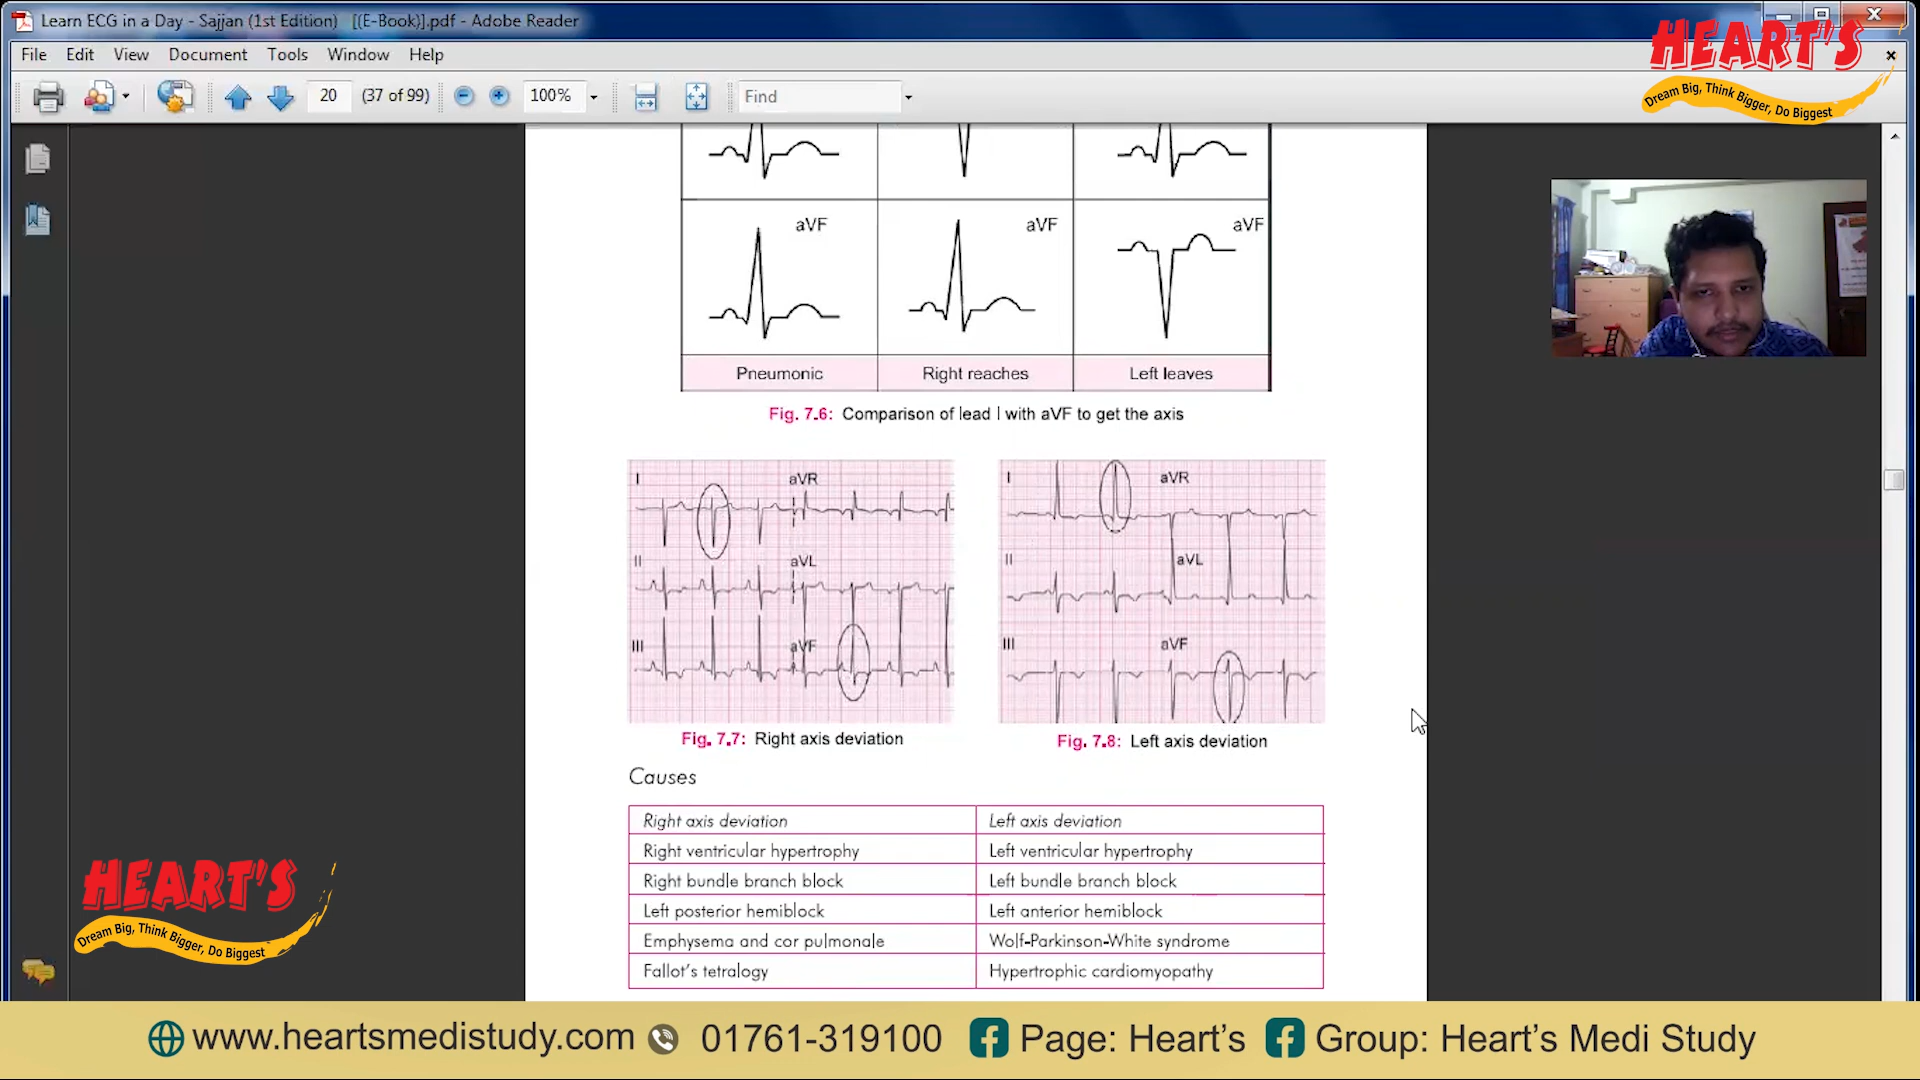 Learn ECG in a Day - Sajjan (1st Edition) [(E-Book)].pdf - Adobe Reader
File Edit View Document Tools Window Help
20 (37 of 99) 100% Find
HEART'S
Dream Big, Think Bigger, Do Biggest
aVF aVF aVF
Pneumonic Right reaches Left leaves
Fig. 7.6: Comparison of lead I with aVF to get the axis
I aVR
II aVL
III aVF
Fig. 7.7: Right axis deviation
I aVR
II aVL
III aVF
Fig. 7.8: Left axis deviation
Causes
Right axis deviation Left axis deviation
Right ventricular hypertrophy Left ventricular hypertrophy
Right bundle branch block Left bundle branch block
Left posterior hemiblock Left anterior hemiblock
Emphysema and cor pulmonale Wolf-Parkinson-White syndrome
Fallot's tetralogy Hypertrophic cardiomyopathy
HEART'S
Dream Big, Think Bigger, Do Biggest
www.heartsmedistudy.com 01761-319100 Page: Heart's Group: Heart's Medi Study